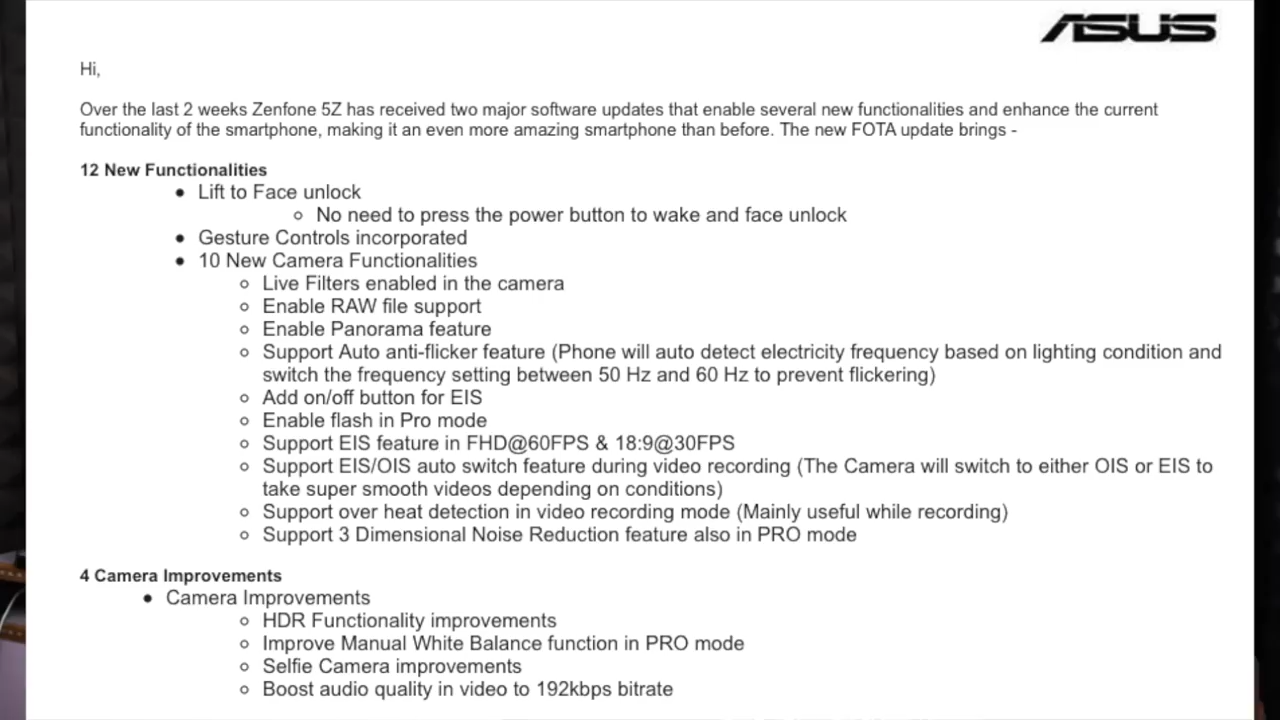 ASUS
Hi,
Over the last 2 weeks Zenfone 5Z has received two major software updates that enable several new functionalities and enhance the current
functionality of the smartphone, making it an even more amazing smartphone than before. The new FOTA update brings -
12 New Functionalities
• Lift to Face unlock
○ No need to press the power button to wake and face unlock
• Gesture Controls incorporated
• 10 New Camera Functionalities
○ Live Filters enabled in the camera
○ Enable RAW file support
○ Enable Panorama feature
○ Support Auto anti-flicker feature (Phone will auto detect electricity frequency based on lighting condition and
switch the frequency setting between 50 Hz and 60 Hz to prevent flickering)
○ Add on/off button for EIS
○ Enable flash in Pro mode
○ Support EIS feature in FHD@60FPS & 18:9@30FPS
○ Support EIS/OIS auto switch feature during video recording (The Camera will switch to either OIS or EIS to
take super smooth videos depending on conditions)
○ Support over heat detection in video recording mode (Mainly useful while recording)
○ Support 3 Dimensional Noise Reduction feature also in PRO mode
4 Camera Improvements
• Camera Improvements
○ HDR Functionality improvements
○ Improve Manual White Balance function in PRO mode
○ Selfie Camera improvements
○ Boost audio quality in video to 192kbps bitrate